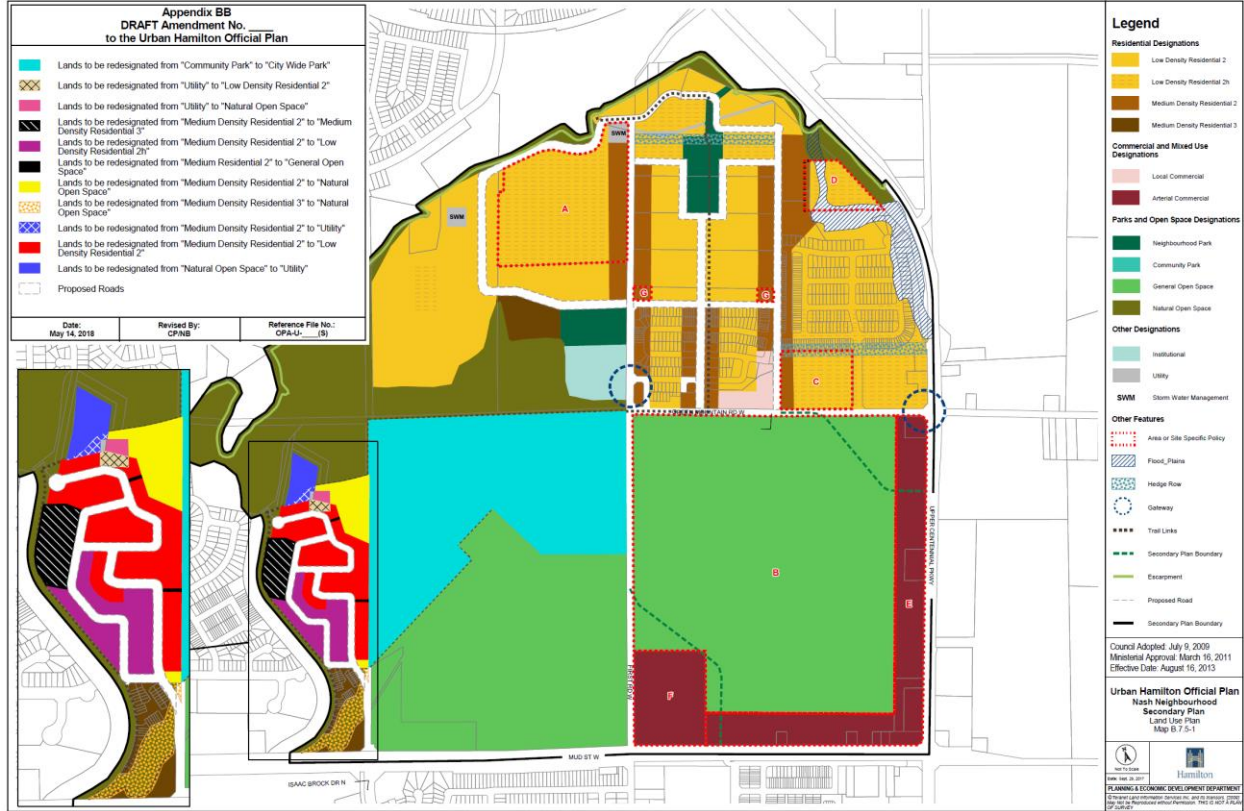 Appendix BB
DRAFT Amendment No. ____
to the Urban Hamilton Official Plan
Lands to be redesignated from "Community Park" to "City Wide Park"
Lands to be redesignated from "Utility" to "Low Density Residential 2"
Lands to be redesignated from "Utility" to "Natural Open Space"
Lands to be redesignated from "Medium Density Residential 2" to "Medium
Density Residential 3"
Lands to be redesignated from "Medium Density Residential 2" to "Low
Density Residential 2h"
Lands to be redesignated from "Medium Residential 2" to "General Open
Space"
Lands to be redesignated from "Medium Density Residential 2" to "Natural
Open Space"
Lands to be redesignated from "Medium Density Residential 3" to "Natural
Open Space"
Lands to be redesignated from "Medium Density Residential 2" to "Utility"
Lands to be redesignated from "Medium Density Residential 2" to "Low
Density Residential 2"
Lands to be redesignated from "Natural Open Space" to "Utility"
Proposed Roads
Date:
May 14, 2018
Revised By:
CP/NB
Reference File No.:
OPA-U-____(S)
SWM
SWM
A
D
G
G
C
B
E
F
UPPER CENTENNIAL PKWY
MUD ST W
ISAAC BROCK DR N
Legend
Residential Designations
Low Density Residential 2
Low Density Residential 2h
Medium Density Residential 2
Medium Density Residential 3
Commercial and Mixed Use
Designations
Local Commercial
Arterial Commercial
Parks and Open Space Designations
Neighbourhood Park
Community Park
General Open Space
Natural Open Space
Other Designations
Institutional
Utility
SWM Storm Water Management
Other Features
Area or Site Specific Policy
Flood_Plains
Hedge Row
Gateway
Trail Links
Secondary Plan Boundary
Escarpment
Proposed Road
Secondary Plan Boundary
Council Adopted: July 9, 2009
Ministerial Approval: March 16, 2011
Effective Date: August 16, 2013
Urban Hamilton Official Plan
Nash Neighbourhood
Secondary Plan
Land Use Plan
Map B.7.5-1
Not To Scale
Hamilton
PLANNING & ECONOMIC DEVELOPMENT DEPARTMENT